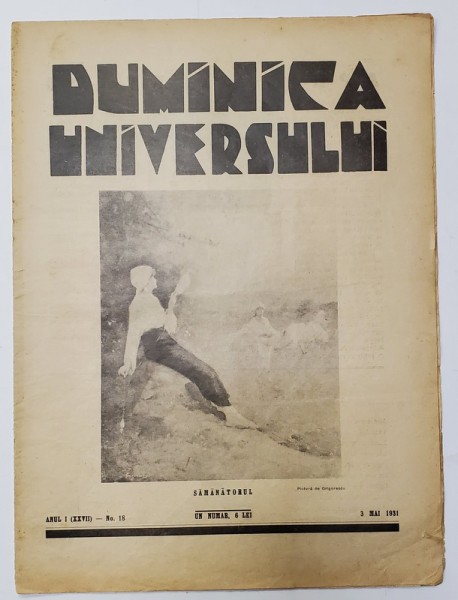 DUMINICA
UNIVERSULUI
SĂMĂNĂTORUL
Pictură de Grigorescu
ANUL I (XXVII) — No. 18
UN NUMAR, 6 LEI
3 MAI 1931